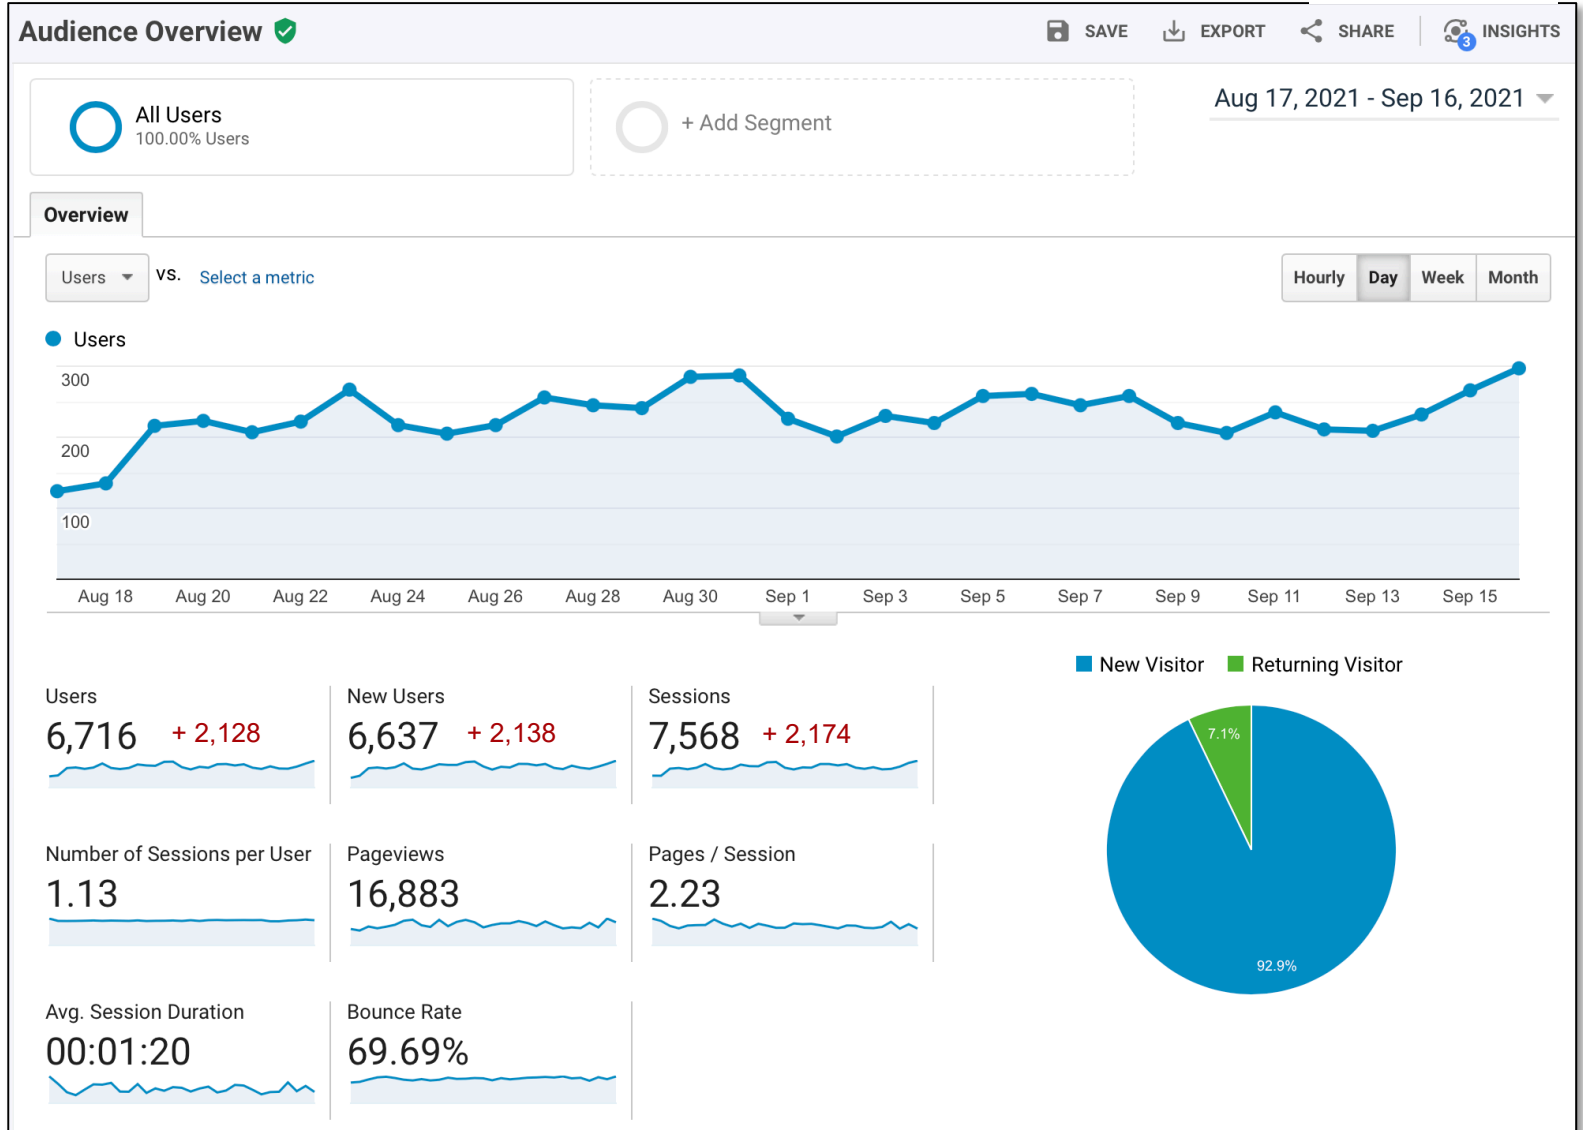 Audience Overview
SAVE
EXPORT
SHARE
3
INSIGHTS
All Users
100.00% Users
+ Add Segment
Aug 17, 2021 - Sep 16, 2021
Overview
Users
VS.
Select a metric
Hourly
Day
Week
Month
Users
300
200
100
Aug 18
Aug 20
Aug 22
Aug 24
Aug 26
Aug 28
Aug 30
Sep 1
Sep 3
Sep 5
Sep 7
Sep 9
Sep 11
Sep 13
Sep 15
New Visitor
Returning Visitor
Users
6,716 + 2,128
New Users
6,637 + 2,138
Sessions
7,568 + 2,174
7.1%
92.9%
Number of Sessions per User
1.13
Pageviews
16,883
Pages / Session
2.23
Avg. Session Duration
00:01:20
Bounce Rate
69.69%